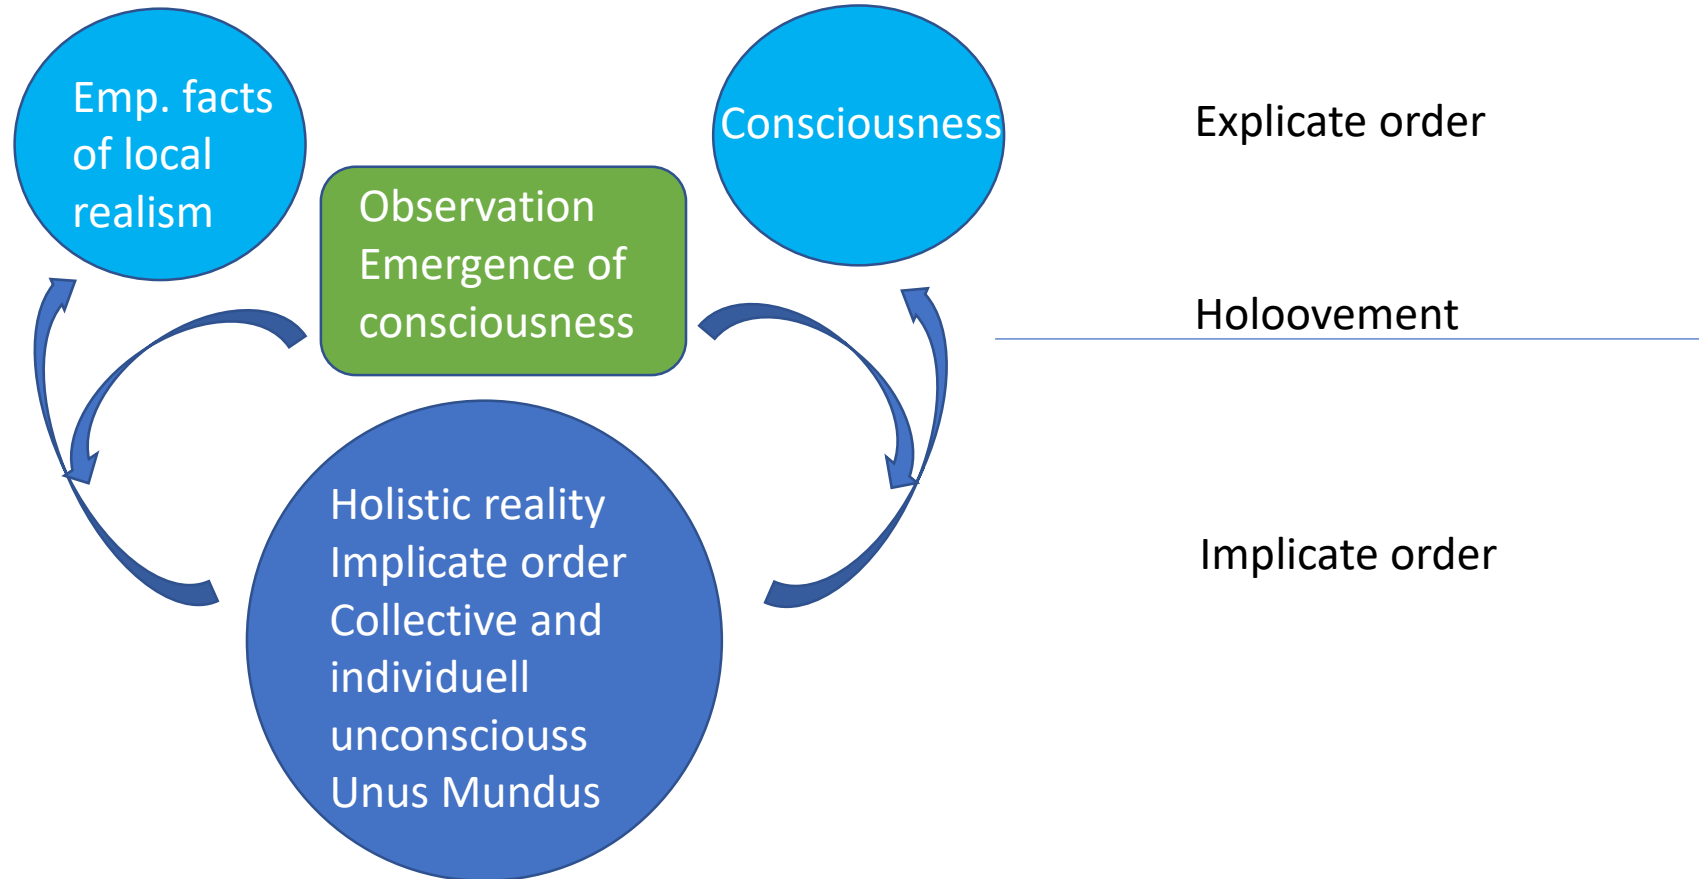 Emp. facts
of local
realism
Observation
Emergence of
consciousness
Consciousness
Explicate order
Holoovement
Holistic reality
Implicate order
Collective and
individuell
unconsciouss
Unus Mundus
Implicate order